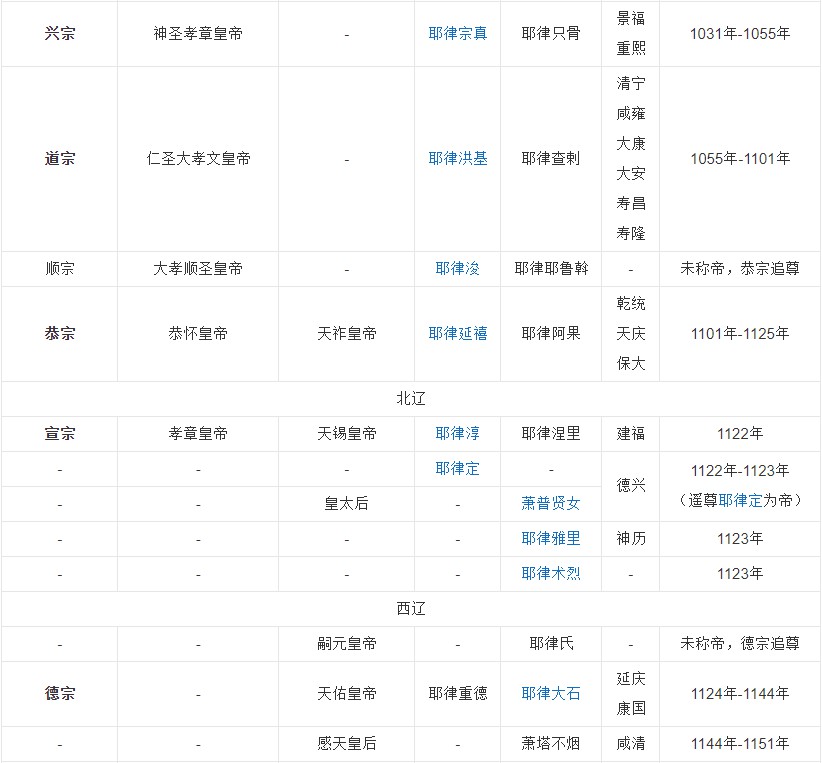 兴宗 神圣孝章皇帝 - 耶律宗真 耶律只骨 景福 重熙 1031年-1055年
道宗 仁圣大孝文皇帝 - 耶律洪基 耶律查剌 清宁 咸雍 大康 大安 寿昌 寿隆 1055年-1101年
顺宗 大孝顺圣皇帝 - 耶律浚 耶律耶鲁斡 - 未称帝，恭宗追尊
恭宗 恭怀皇帝 天祚皇帝 耶律延禧 耶律阿果 乾统 天庆 保大 1101年-1125年
北辽
宣宗 孝章皇帝 天锡皇帝 耶律淳 耶律涅里 建福 1122年
- - - 耶律定 - 德兴 1122年-1123年
（遥尊耶律定为帝）
- - 皇太后 - 萧普贤女
- - - - 耶律雅里 神历 1123年
- - - - 耶律术烈 - 1123年
西辽
- - 嗣元皇帝 - 耶律氏 - 未称帝，德宗追尊
德宗 - 天佑皇帝 耶律重德 耶律大石 延庆 康国 1124年-1144年
- - 感天皇后 - 萧塔不烟 咸清 1144年-1151年